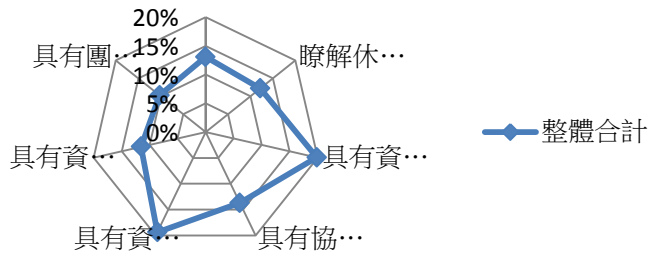 20%
15%
10%
5%
0%
瞭解休…
具有資…
具有協…
具有資…
具有資…
具有團…
整體合計